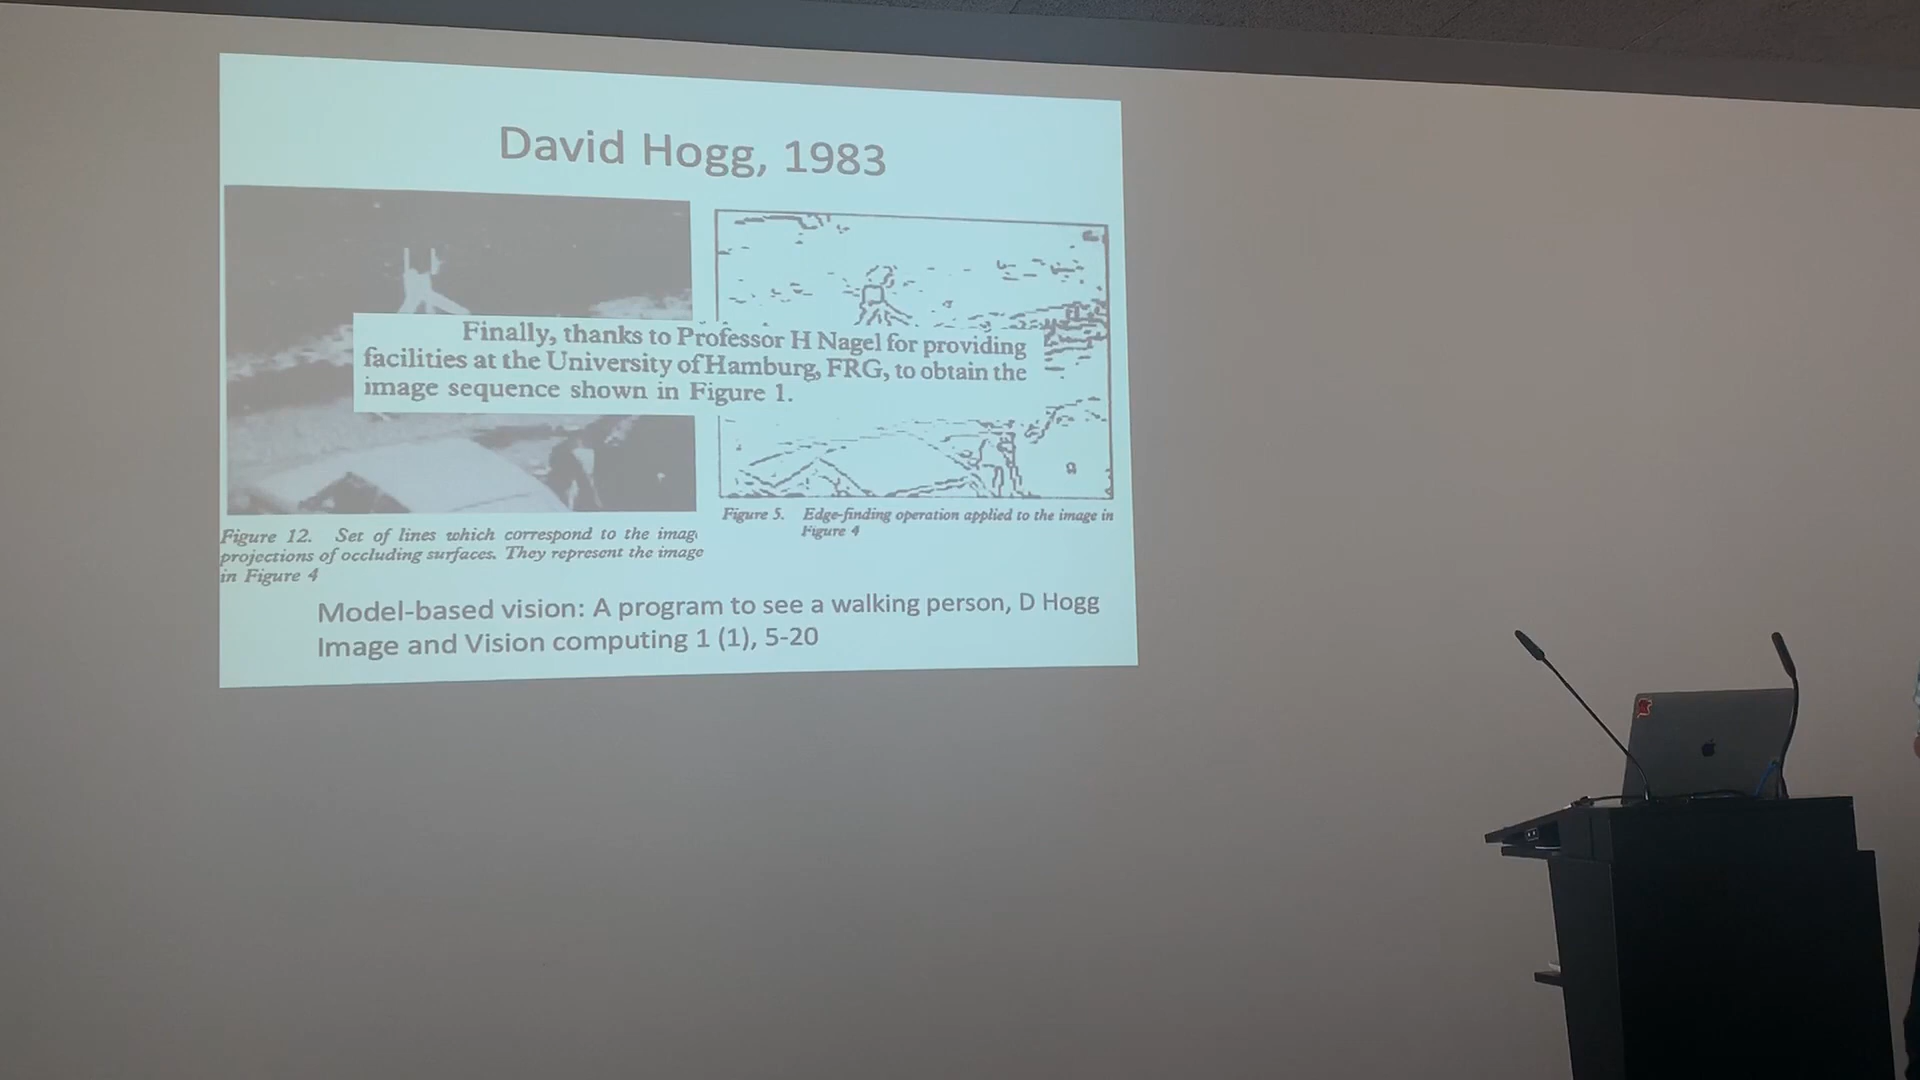 David Hogg, 1983
Finally, thanks to Professor H Nagel for providing
facilities at the University of Hamburg, FRG, to obtain the
image sequence shown in Figure 1.
Figure 12. Set of lines which correspond to the imag
projections of occluding surfaces. They represent the image
in Figure 4
Figure 5. Edge-finding operation applied to the image in
Figure 4
Model-based vision: A program to see a walking person, D Hogg
Image and Vision computing 1 (1), 5-20